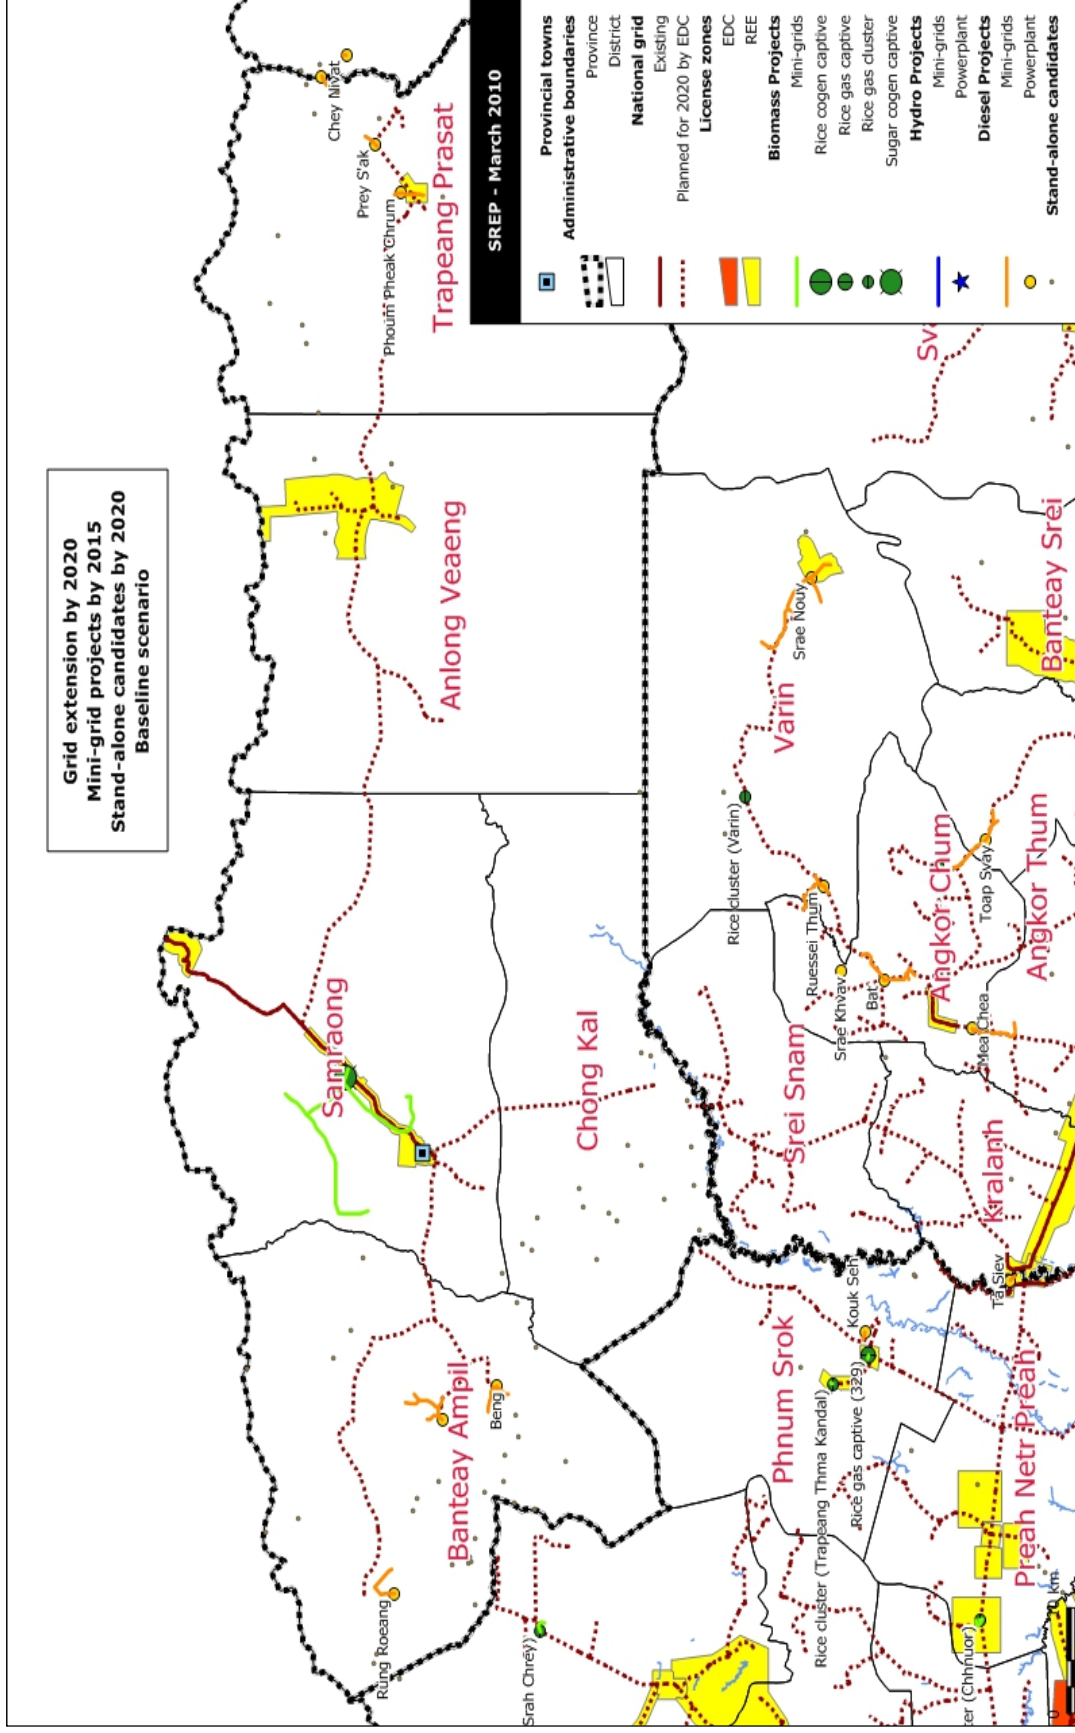 Grid extension by 2020
Mini-grid projects by 2015
Stand-alone candidates by 2020
Baseline scenario
SREP - March 2010
Provincial towns
Administrative boundaries
Province
District
National grid
Existing
Planned for 2020 by EDC
License zones
EDC
REE
Biomass Projects
Mini-grids
Rice cogen captive
Rice gas captive
Rice gas cluster
Sugar cogen captive
Hydro Projects
Mini-grids
Powerplant
Diesel Projects
Mini-grids
Powerplant
Stand-alone candidates
Chey Nivat
Prey S'ak
Phoum Pheak Chrum
Trapeang Prasat
Anlong Veaeng
Samraong
Chong Kal
Banteay Ampil
Beng
Rung Roeang
Srah Chrey)
Srae Nouy
Varin
Rice cluster (Varin)
Ruessei Thum
Srae Khvav
Bat
Angkor Chum
Mea Chea
Toap Svay
Angkor Thum
Banteay Srei
Sva
Srei Snam
Kralanh
Ta Siev
Phnum Srok
Kouk Seh
Rice gas captive (329)
Rice cluster (Trapeang Thma Kandal)
Preah Netr Preah
ter (Chhnuor)
0
0 km